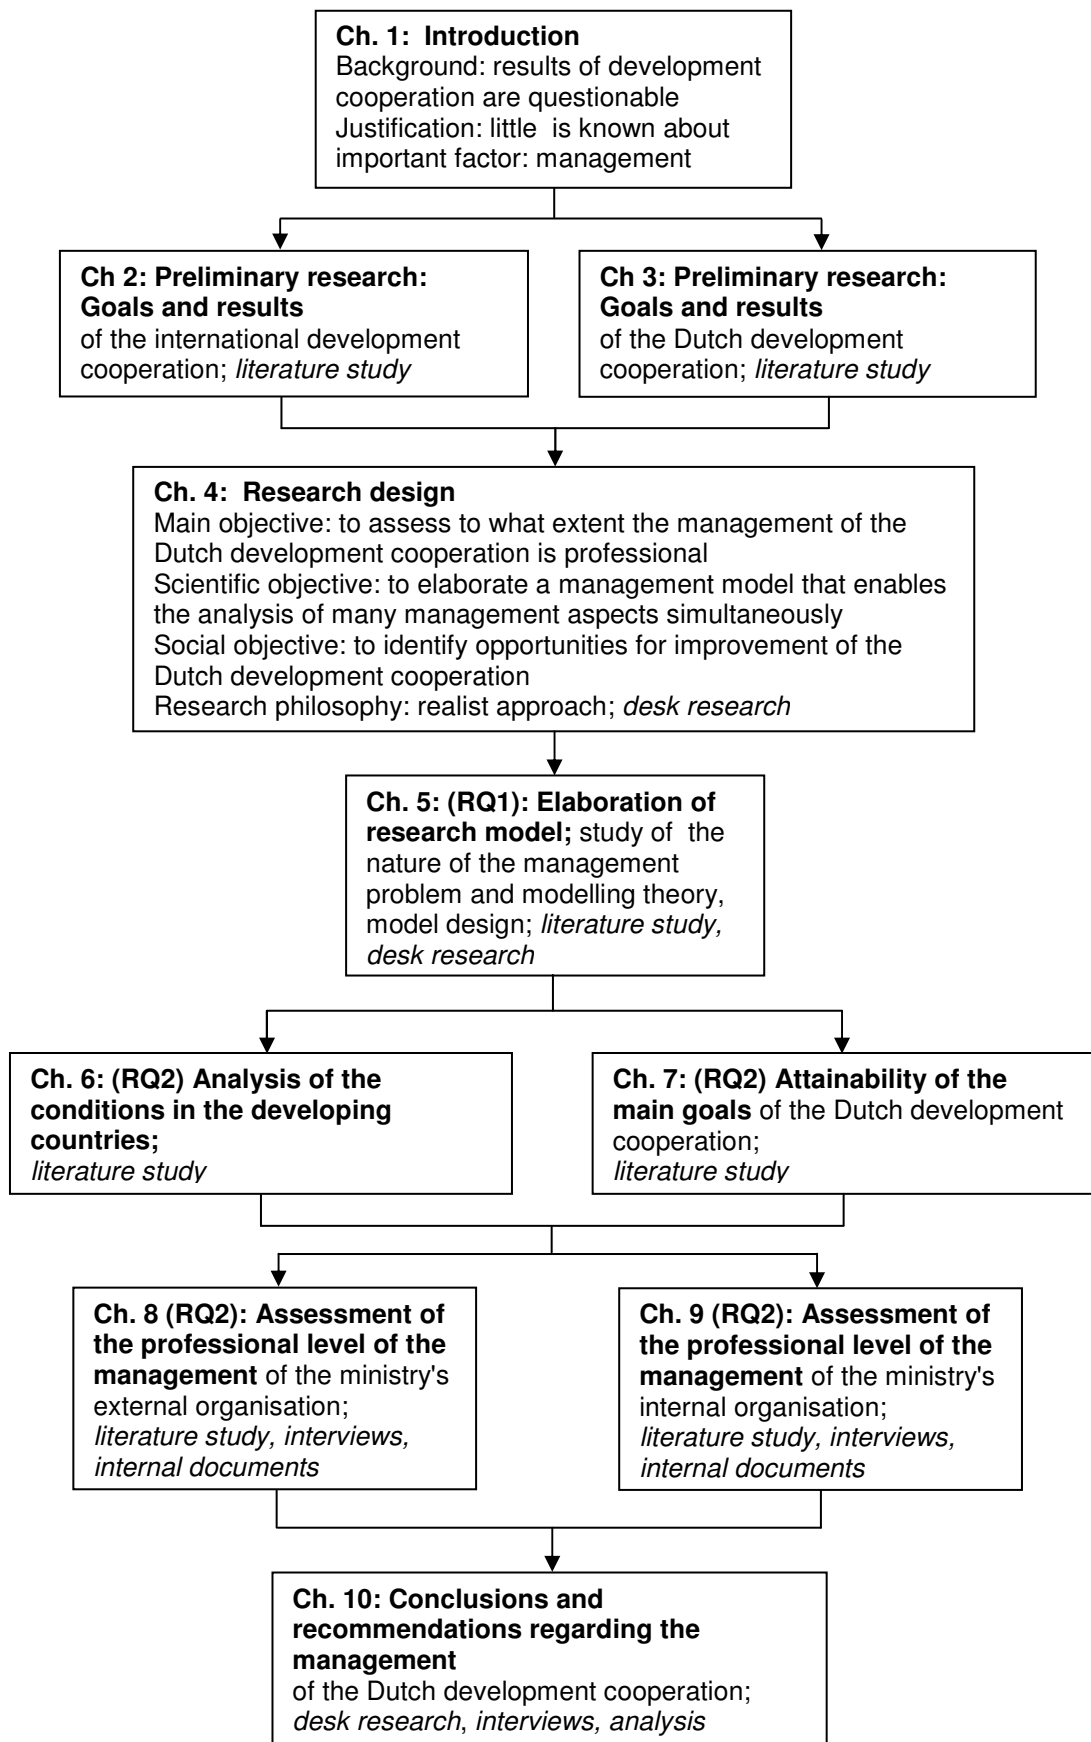 Ch. 1:  Introduction
Background: results of development
cooperation are questionable
Justification: little  is known about
important factor: management
Ch 2: Preliminary research:
Goals and results
of the international development
cooperation; literature study
Ch 3: Preliminary research:
Goals and results
of the Dutch development
cooperation; literature study
Ch. 4:  Research design
Main objective: to assess to what extent the management of the
Dutch development cooperation is professional
Scientific objective: to elaborate a management model that enables
the analysis of many management aspects simultaneously
Social objective: to identify opportunities for improvement of the
Dutch development cooperation
Research philosophy: realist approach; desk research
Ch. 5: (RQ1): Elaboration of
research model; study of  the
nature of the management
problem and modelling theory,
model design; literature study,
desk research
Ch. 6: (RQ2) Analysis of the
conditions in the developing
countries;
literature study
Ch. 7: (RQ2) Attainability of the
main goals of the Dutch development
cooperation;
literature study
Ch. 8 (RQ2): Assessment of
the professional level of the
management of the ministry's
external organisation;
literature study, interviews,
internal documents
Ch. 9 (RQ2): Assessment of
the professional level of the
management of the ministry's
internal organisation;
literature study, interviews,
internal documents
Ch. 10: Conclusions and
recommendations regarding the
management
of the Dutch development cooperation;
desk research, interviews, analysis